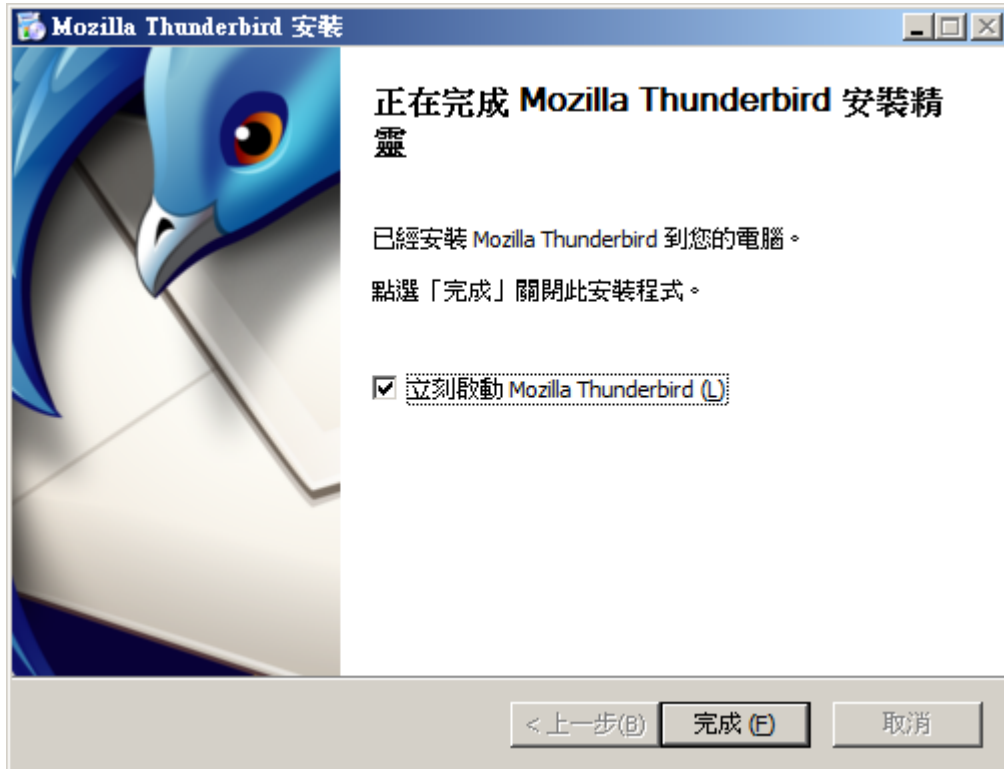 Mozilla Thunderbird 安裝
正在完成 Mozilla Thunderbird 安裝精
靈
已經安裝 Mozilla Thunderbird 到您的電腦。
點選「完成」關閉此安裝程式。
立刻啟動 Mozilla Thunderbird (L)
< 上一步(B) 完成 (F) 取消